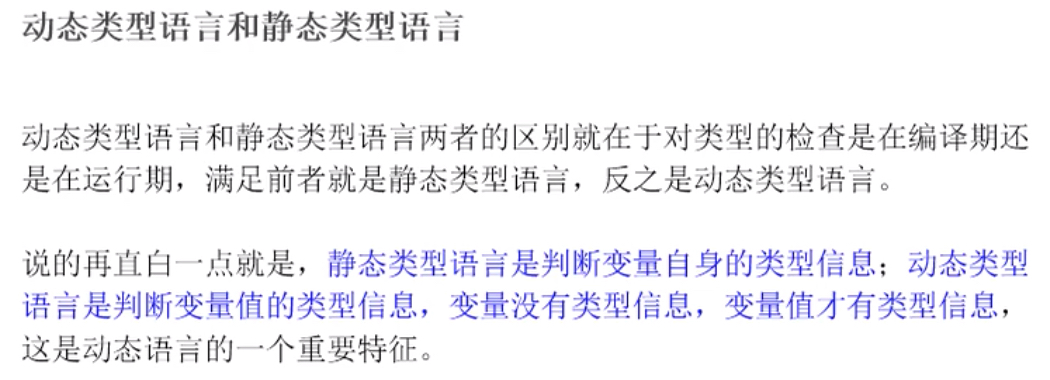 动态类型语言和静态类型语言
动态类型语言和静态类型语言两者的区别就在于对类型的检查是在编译期还
是在运行期，满足前者就是静态类型语言，反之是动态类型语言。
说的再直白一点就是，静态类型语言是判断变量自身的类型信息；动态类型
语言是判断变量值的类型信息，变量没有类型信息，变量值才有类型信息，
这是动态语言的一个重要特征。